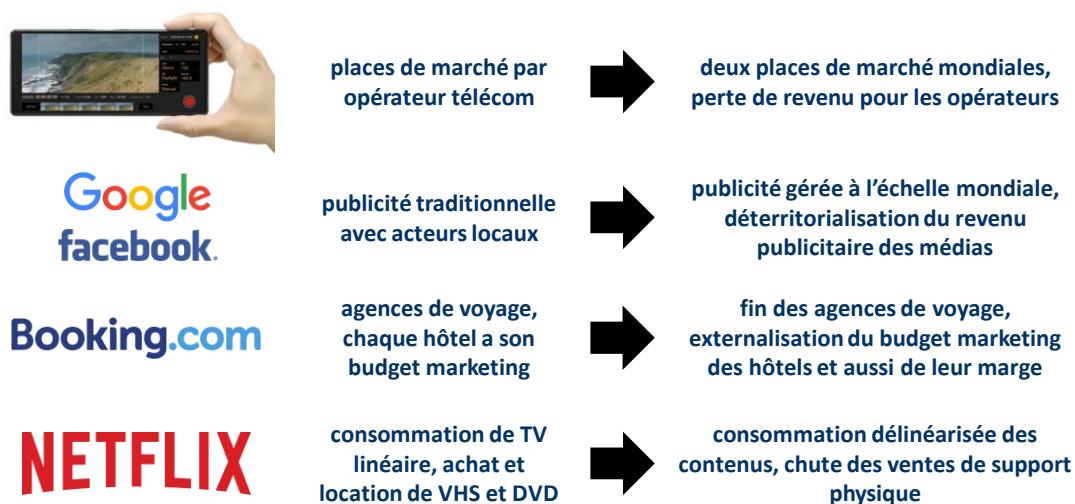 places de marché par
opérateur télécom
deux places de marché mondiales,
perte de revenu pour les opérateurs
Google
facebook.
publicité traditionnelle
avec acteurs locaux
publicité gérée à l’échelle mondiale,
déterritorialisation du revenu
publicitaire des médias
Booking.com
agences de voyage,
chaque hôtel a son
budget marketing
fin des agences de voyage,
externalisation du budget marketing
des hôtels et aussi de leur marge
NETFLIX
consommation de TV
linéaire, achat et
location de VHS et DVD
consommation délinéarisée des
contenus, chute des ventes de support
physique